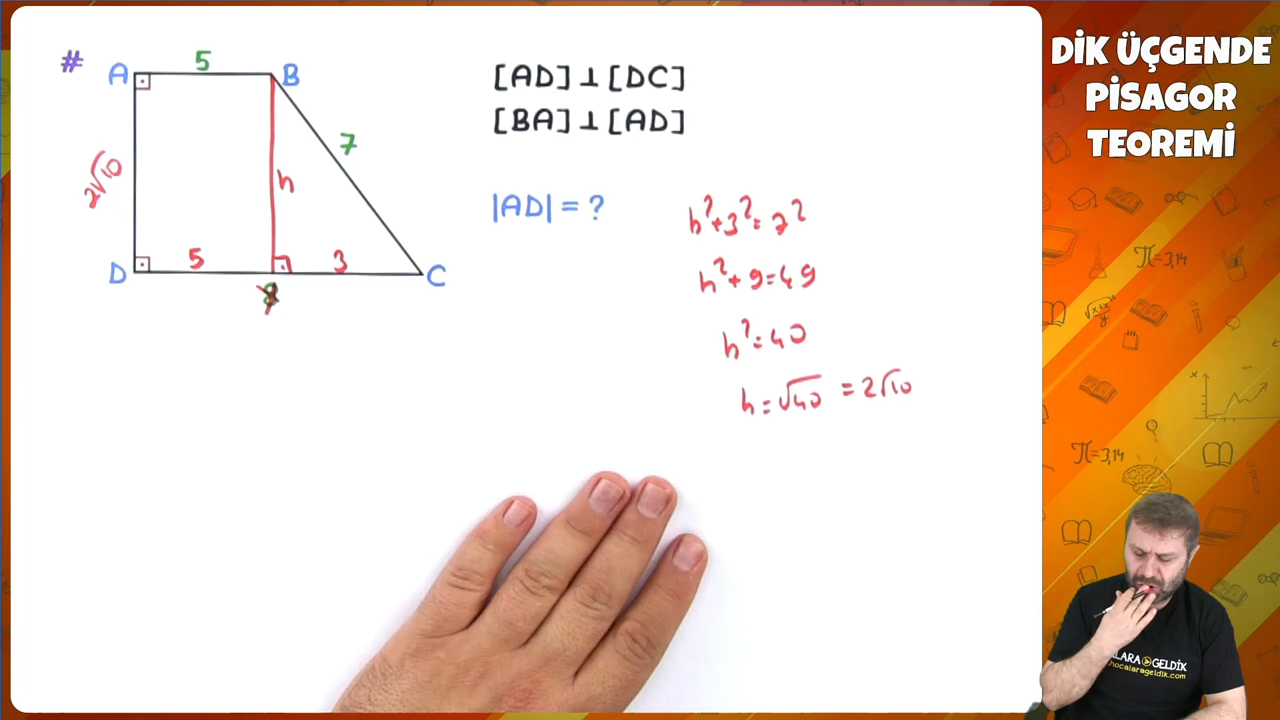 DİK ÜÇGENDE
PİSAGOR
TEOREMİ
#
A
5
B
[AD]⊥[DC]
[BA]⊥[AD]
7
2√10
h
|AD| = ?
h²+3²=7²
h²+9=49
h²=40
h=√40 =2√10
D
5
3
C
8
π=3,14
π=3,14
√x+x
y
x
ALARA GELDİK
hocalarageldik.com